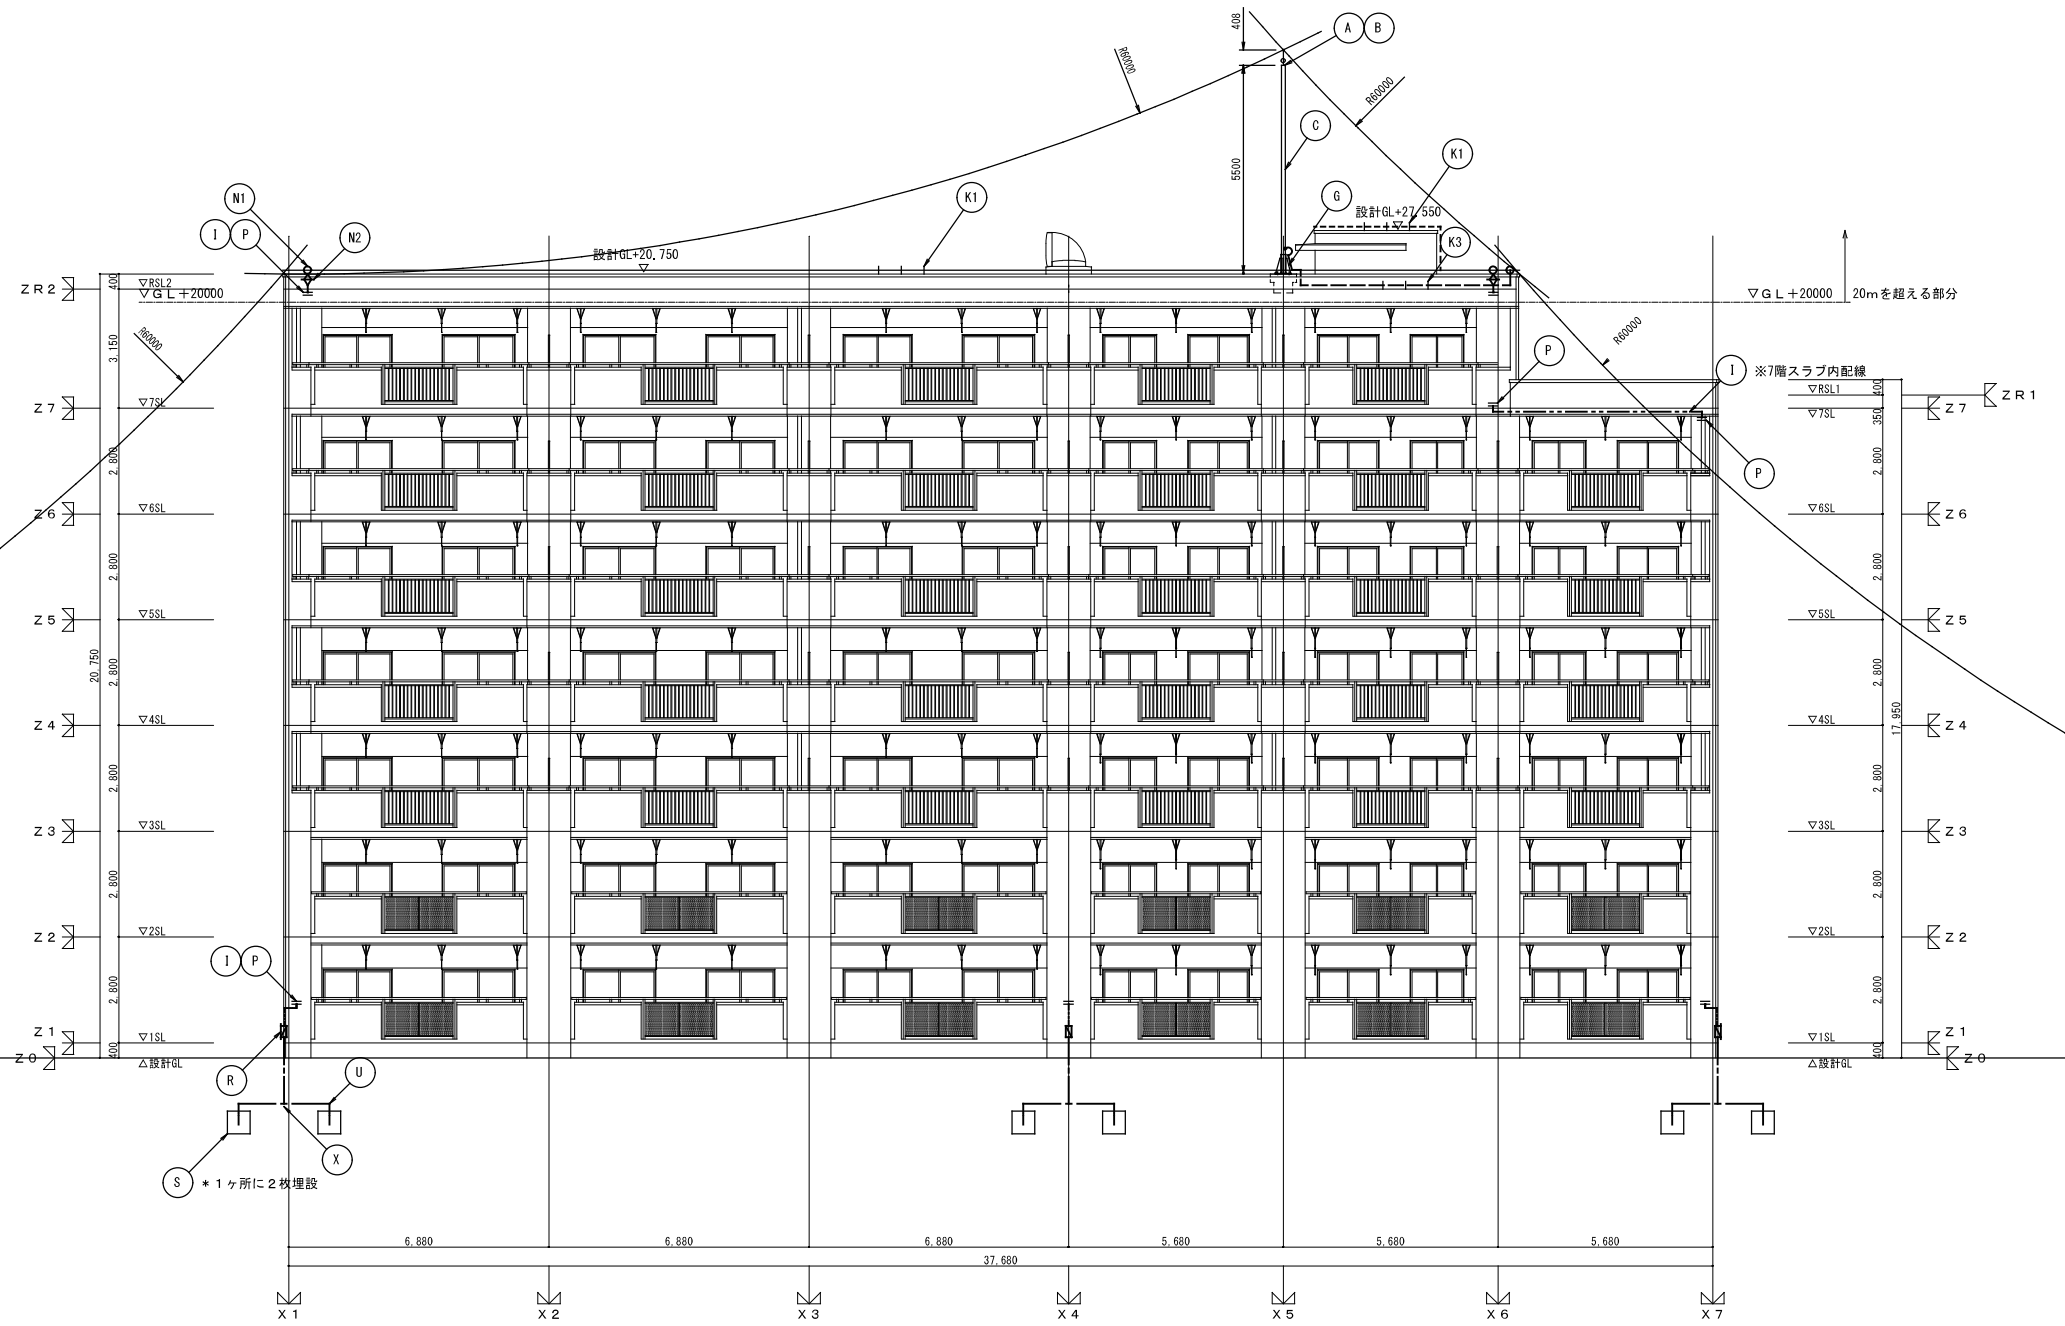 408
A B
R60000
R60000
5500
C
K1
N1
K1
G
設計GL+27.550
I P
N2
K3
設計GL+20.750
400
ZR2
▽RSL2
▽GL+20000
▽GL+20000
20mを超える部分
R60000
3,150
R60000
P
I
※7階スラブ内配線
▽RSL1
400
ZR1
Z7
▽7SL
▽7SL
350
Z7
2,800
2,800
P
Z6
▽6SL
▽6SL
Z6
2,800
2,800
Z5
▽5SL
▽5SL
Z5
20,750
2,800
2,800
17,950
Z4
▽4SL
▽4SL
Z4
2,800
2,800
Z3
▽3SL
▽3SL
Z3
2,800
2,800
Z2
▽2SL
▽2SL
Z2
I P
2,800
2,800
Z1
▽1SL
▽1SL
Z1
400
400
Z0
△設計GL
△設計GL
Z0
R
U
X
S
*1ヶ所に2枚埋設
6,880 6,880 6,880 5,680 5,680 5,680
37,680
X1 X2 X3 X4 X5 X6 X7